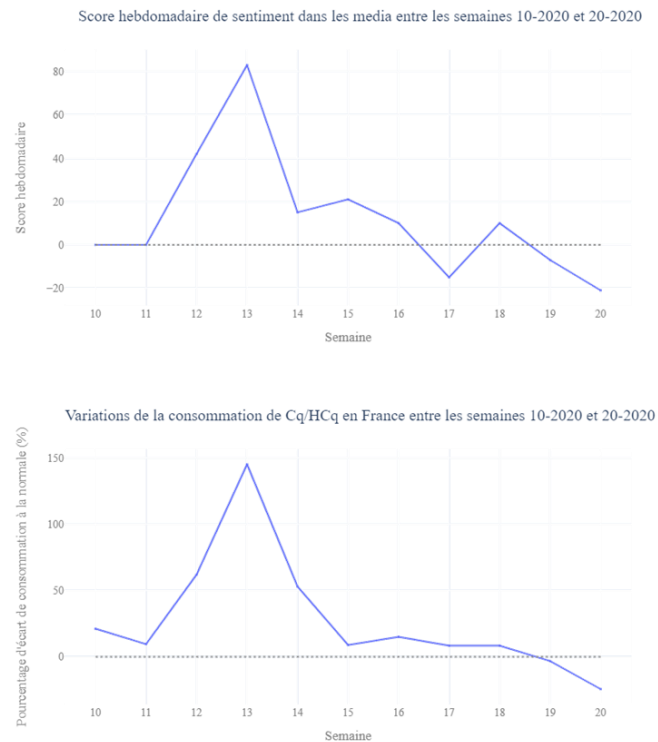 Score hebdomadaire de sentiment dans les media entre les semaines 10-2020 et 20-2020
Score hebdomadaire
80
60
40
20
0
−20
10 11 12 13 14 15 16 17 18 19 20
Semaine
Variations de la consommation de Cq/HCq en France entre les semaines 10-2020 et 20-2020
Pourcentage d'écart de consommation à la normale (%)
150
100
50
0
10 11 12 13 14 15 16 17 18 19 20
Semaine